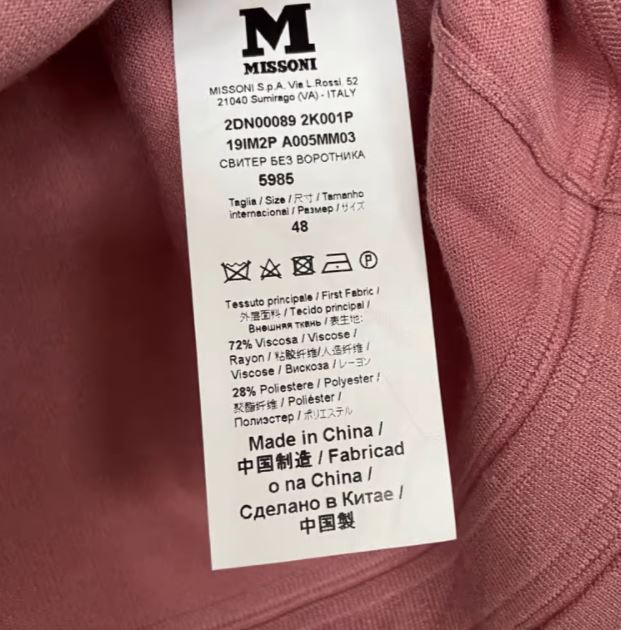 M
MISSONI
MISSONI S.p.A. Via L.Rossi. 52
21040 Sumirago (VA) - ITALY
2DN00089 2K001P
19IM2P A005MM03
СВИТЕР БЕЗ ВОРОТНИКА
5985
Taglia / Size / 尺寸 / Tamanho
internacional / Размер / サイズ
48
P
Tessuto principale / First Fabric /
外层面料 / Tecido principal /
Внешняя ткань / 表生地:
72% Viscosa / Viscose /
Rayon / 粘胶纤维/人造纤维 /
Viscose / Вискоза / レーヨン
28% Poliestere / Polyester /
聚酯纤维 / Poliéster /
Полиэстер / ポリエステル
Made in China /
中国制造 / Fabricad
o na China /
Сделано в Китае /
中国製